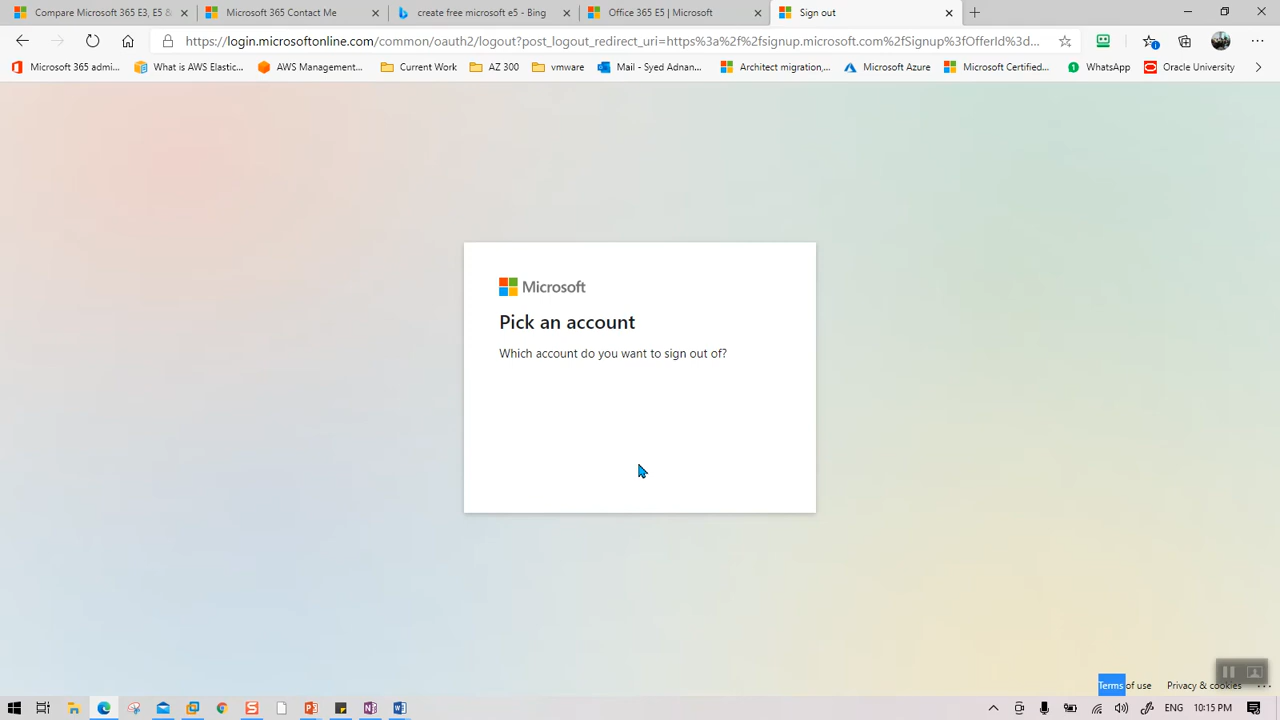 Compare Microsoft 365 E3, E5 &
Microsoft 365 Contact Me
create free microsoft e5 - Bing
Office 365 E5 | Microsoft
Sign out
https://login.microsoftonline.com/common/oauth2/logout?post_logout_redirect_uri=https%3a%2f%2fsignup.microsoft.com%2fSignup%3fOfferId%3d...
Microsoft 365 admi...
What is AWS Elastic...
AWS Management...
Current Work
AZ 300
vmware
Mail - Syed Adnan...
Architect migration,...
Microsoft Azure
Microsoft Certified...
WhatsApp
Oracle University
Microsoft
Pick an account
Which account do you want to sign out of?
Terms of use
Privacy & cookies
...
ENG
10:15 PM